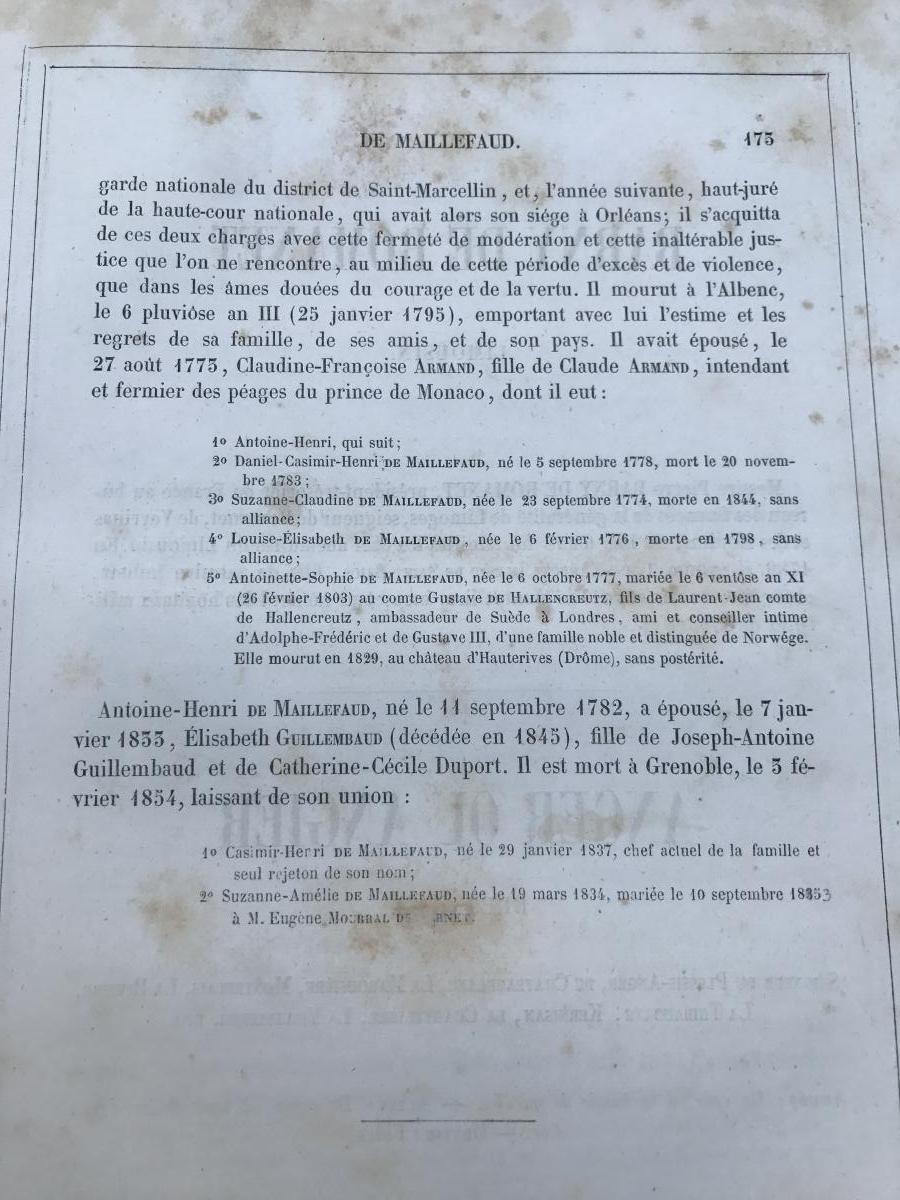 DE MAILLEFAUD. 175
garde nationale du district de Saint-Marcellin, et, l'année suivante, haut-juré
de la haute-cour nationale, qui avait alors son siége à Orléans; il s'acquitta
de ces deux charges avec cette fermeté de modération et cette inaltérable jus-
tice que l'on ne rencontre, au milieu de cette période d'excès et de violence,
que dans les âmes douées du courage et de la vertu. Il mourut à l'Albenc,
le 6 pluviôse an III (25 janvier 1795), emportant avec lui l'estime et les
regrets de sa famille, de ses amis, et de son pays. Il avait épousé, le
27 août 1773, Claudine-Françoise ARMAND, fille de Claude ARMAND, intendant
et fermier des péages du prince de Monaco, dont il eut :
1º Antoine-Henri, qui suit;
2º Daniel-Casimir-Henri DE MAILLEFAUD, né le 5 septembre 1778, mort le 20 novem-
bre 1783;
3º Suzanne-Claudine DE MAILLEFAUD, née le 23 septembre 1774, morte en 1844, sans
alliance;
4º Louise-Élisabeth DE MAILLEFAUD, née le 6 février 1776, morte en 1798, sans
alliance;
5º Antoinette-Sophie DE MAILLEFAUD, née le 6 octobre 1777, mariée le 6 ventôse an XI
(26 février 1803) au comte Gustave DE HALLENCREUTZ, fils de Laurent-Jean comte
de Hallencreutz, ambassadeur de Suède à Londres, ami et conseiller intime
d'Adolphe-Frédéric et de Gustave III, d'une famille noble et distinguée de Norwége.
Elle mourut en 1829, au château d'Hauterives (Drôme), sans postérité.
Antoine-Henri DE MAILLEFAUD, né le 11 septembre 1782, a épousé, le 7 jan-
vier 1833, Élisabeth GUILLEMBAUD (décédée en 1845), fille de Joseph-Antoine
Guillembaud et de Catherine-Cécile Duport. Il est mort à Grenoble, le 3 fé-
vrier 1854, laissant de son union :
1º Casimir-Henri DE MAILLEFAUD, né le 29 janvier 1837, chef actuel de la famille et
seul rejeton de son nom;
2º Suzanne-Amélie DE MAILLEFAUD, née le 19 mars 1834, mariée le 10 septembre 1853
à M. Eugène MOURRAL